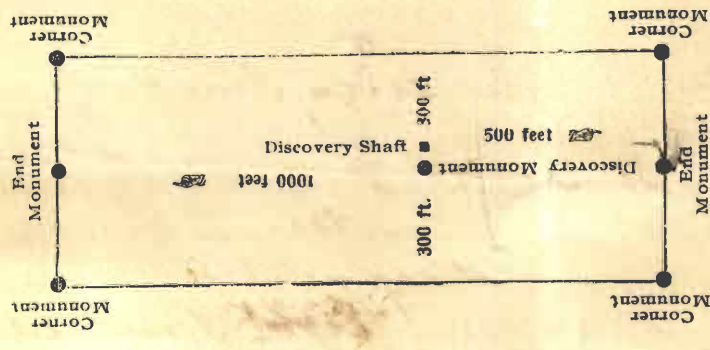 Corner
Monument
Corner
Monument
End
Monument
Discovery Shaft
300 ft
500 feet
1000 feet
Discovery Monument
300 ft.
End
Monument
Corner
Monument
Corner
Monument